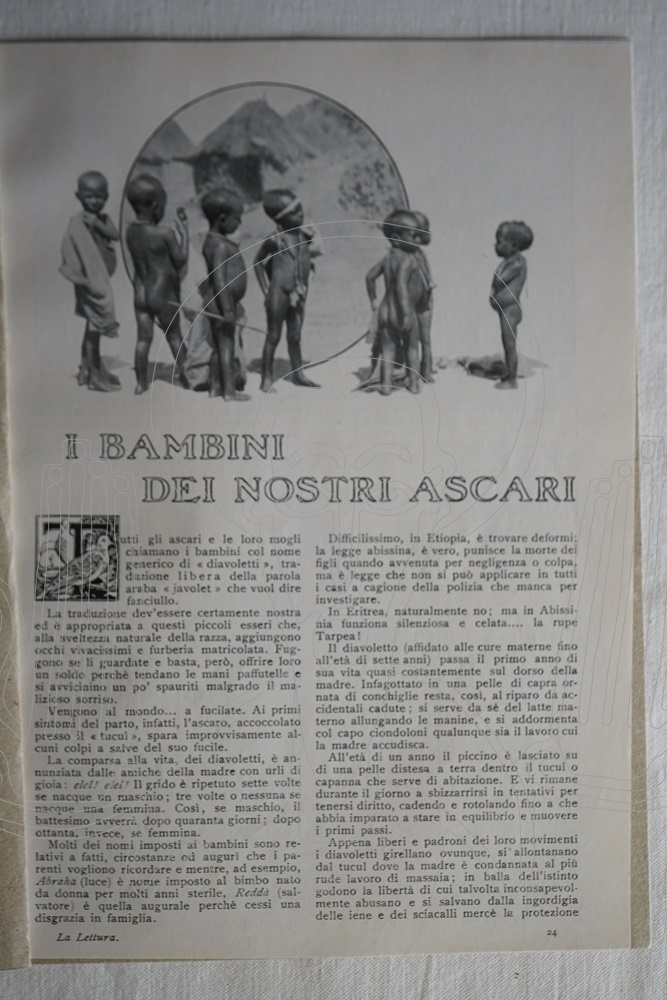 I BAMBINI
DEI NOSTRI ASCARI
Tutti gli ascari e le loro mogli
chiamano i bambini col nome
generico di « diavoletti », tra-
duzione libera della parola
araba « javolet » che vuol dire
fanciullo.
La traduzione dev'essere certamente nostra
ed è appropriata a questi piccoli esseri che,
alla sveltezza naturale della razza, aggiungono
occhi vivacissimi e furberia matricolata. Fug-
gono se li guardate e basta, però, offrire loro
un soldo perchè tendano le mani paffutelle e
si avvicinino un po' spauriti malgrado il ma-
lizioso sorriso.
Vengono al mondo... a fucilate. Ai primi
sintomi del parto, infatti, l'ascaro, accoccolato
presso il « tucul », spara improvvisamente al-
cuni colpi a salve del suo fucile.
La comparsa alla vita, dei diavoletti, è an-
nunziata dalle amiche della madre con urli di
gioia: elel! elel! Il grido è ripetuto sette volte
se nacque un maschio; tre volte o nessuna se
nacque una femmina. Così, se maschio, il
battesimo avverrà dopo quaranta giorni; dopo
ottanta, invece, se femmina.
Molti dei nomi imposti ai bambini sono re-
lativi a fatti, circostanze ed auguri che i pa-
renti vogliono ricordare e mentre, ad esempio,
Abraha (luce) è nome imposto al bimbo nato
da donna per molti anni sterile, Reddà (sal-
vatore) è quella augurale perchè cessi una
disgrazia in famiglia.
Difficilissimo, in Etiopia, è trovare deformi;
la legge abissina, è vero, punisce la morte dei
figli quando avvenuta per negligenza o colpa,
ma è legge che non si può applicare in tutti
i casi a cagione della polizia che manca per
investigare.
In Eritrea, naturalmente no; ma in Abissi-
nia funziona silenziosa e celata.... la rupe
Tarpea!
Il diavoletto (affidato alle cure materne fino
all'età di sette anni) passa il primo anno di
sua vita quasi costantemente sul dorso della
madre. Infagottato in una pelle di capra or-
nata di conchiglie resta, così, al riparo da ac-
cidentali cadute; si serve da sè del latte ma-
terno allungando le manine, e si addormenta
col capo ciondoloni qualunque sia il lavoro cui
la madre accudisca.
All'età di un anno il piccino è lasciato su
di una pelle distesa a terra dentro il tucul o
capanna che serve di abitazione. E vi rimane
durante il giorno a sbizzarrirsi in tentativi per
tenersi diritto, cadendo e rotolando fino a che
abbia imparato a stare in equilibrio e muovere
i primi passi.
Appena liberi e padroni dei loro movimenti
i diavoletti girellano ovunque, si allontanano
dal tucul dove la madre è condannata al più
rude lavoro di massaia; in balìa dell'istinto
godono la libertà di cui talvolta inconsapevol-
mente abusano e si salvano dalla ingordigia
delle iene e dei sciacalli mercè la protezione
La Lettura.
24